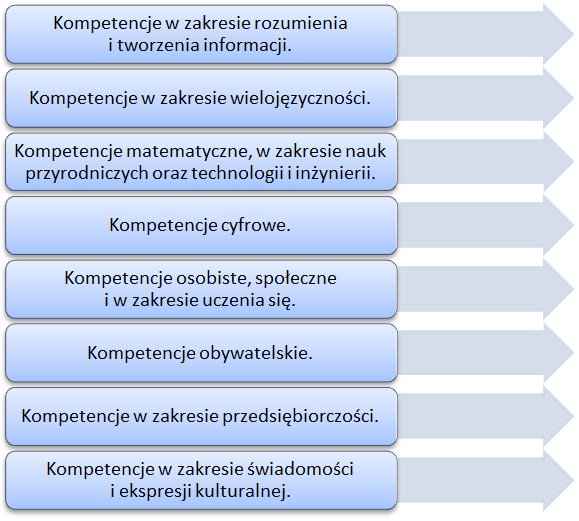 Kompetencje w zakresie rozumienia
i tworzenia informacji.
Kompetencje w zakresie wielojęzyczności.
Kompetencje matematyczne, w zakresie nauk
przyrodniczych oraz technologii i inżynierii.
Kompetencje cyfrowe.
Kompetencje osobiste, społeczne
i w zakresie uczenia się.
Kompetencje obywatelskie.
Kompetencje w zakresie przedsiębiorczości.
Kompetencje w zakresie świadomości
i ekspresji kulturalnej.